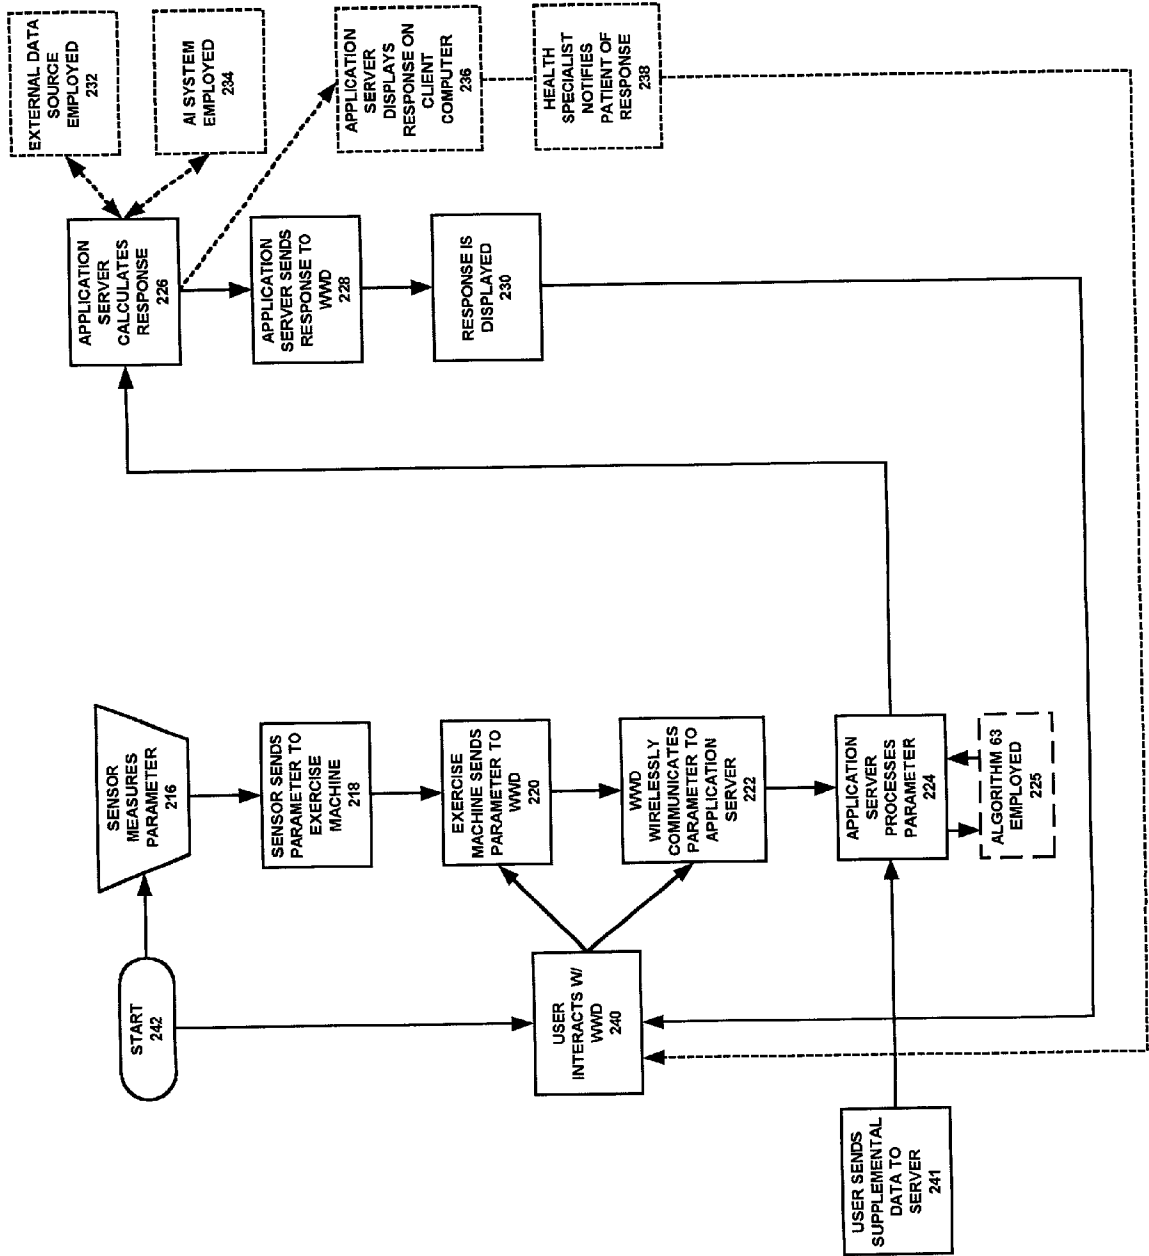 START
242
SENSOR
MEASURES
PARAMETER
216
SENSOR SENDS
PARAMETER TO
EXERCISE
MACHINE
218
EXERCISE
MACHINE SENDS
PARAMETER TO
WWD
220
WWD
WIRELESSLY
COMMUNICATES
PARAMETER TO
APPLICATION
SERVER
222
APPLICATION
SERVER
PROCESSES
PARAMETER
224
ALGORITHM 63
EMPLOYED
225
USER
INTERACTS W/
WWD
240
USER SENDS
SUPPLEMENTAL
DATA TO
SERVER
241
APPLICATION
SERVER
CALCULATES
RESPONSE
226
APPLICATION
SERVER SENDS
RESPONSE TO
WWD
228
RESPONSE IS
DISPLAYED
230
EXTERNAL DATA
SOURCE
EMPLOYED
232
AI SYSTEM
EMPLOYED
234
APPLICATION
SERVER
DISPLAYS
RESPONSE ON
CLIENT
COMPUTER
236
HEALTH
SPECIALIST
NOTIFIES
PATIENT OF
RESPONSE
238